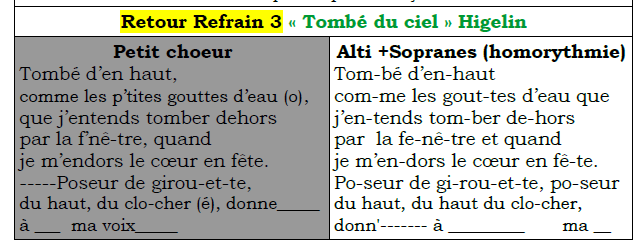 Retour Refrain 3 « Tombé du ciel » Higelin
Petit choeur
Tombé d’en haut,
comme les p’tites gouttes d’eau (o),
que j’entends tomber dehors
par la f’nê-tre, quand
je m’endors le cœur en fête.
-----Poseur de girou-et-te,
du haut, du clo-cher (é), donne_____
à ___ ma voix_____
Alti +Sopranes (homorythmie)
Tom-bé d’en-haut
com-me les gout-tes d’eau que
j’en-tends tom-ber de-hors
par la fe-nê-tre et quand
je m’en-dors le cœur en fê-te.
Po-seur de gi-rou-et-te, po-seur
du haut, du haut du clo-cher,
donn'------- à _________ ma __